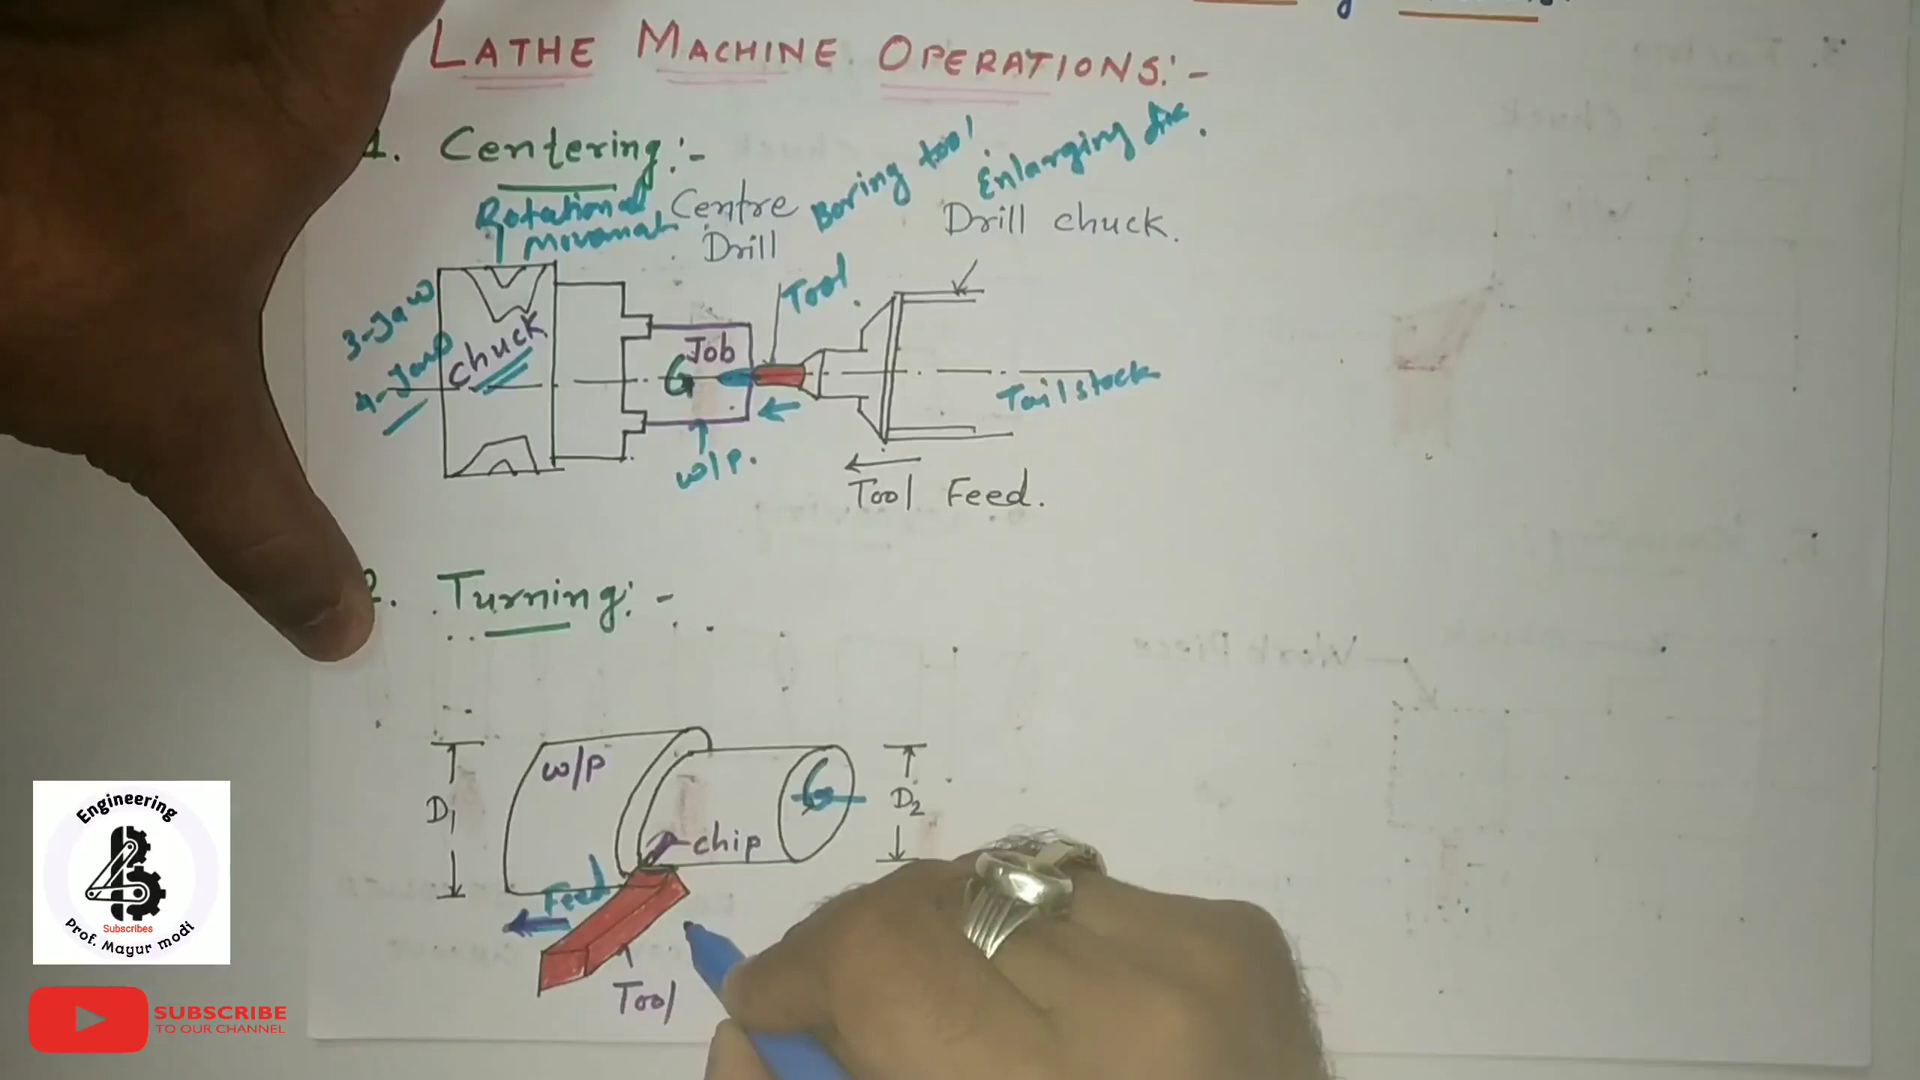 LATHE MACHINE OPERATIONS:-
1. Centering:-
Rotational
Centre
Drill
Boring tool
Enlarging dia.
Drill chuck.
Tool
3-Jaw
4-Jaw
chuck
Job
Tailstock
w/p.
Tool Feed.
2. Turning:-
w/p
D1
D2
chip
Feed
Tool
Engineering
Subscribes
Prof. Mayur modi
SUBSCRIBE
TO OUR CHANNEL